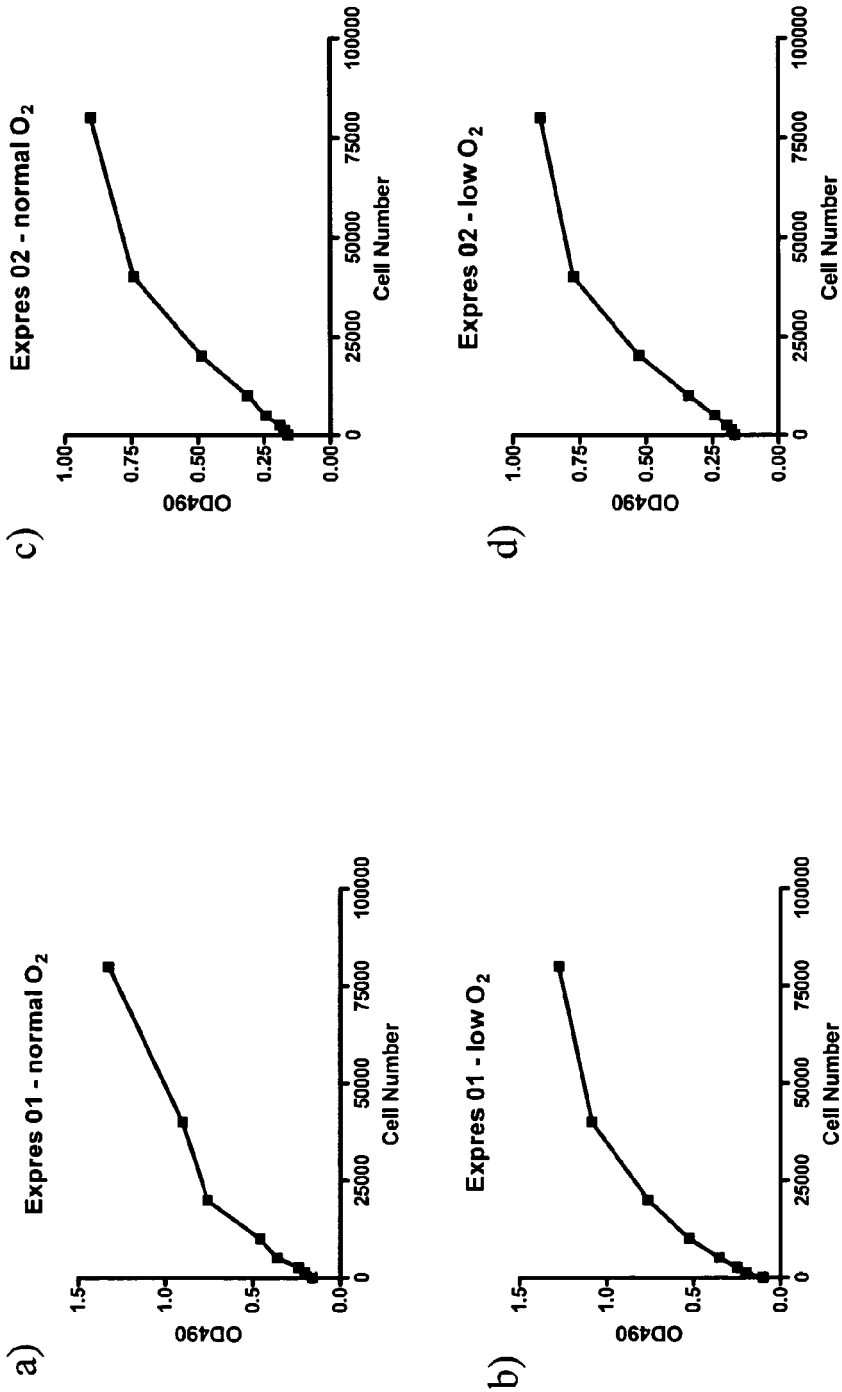 a)
Expres 01 - normal O₂
OD490
1.5
1.0
0.5
0.0
0
25000
50000
75000
100000
Cell Number
b)
Expres 01 - low O₂
OD490
1.5
1.0
0.5
0.0
0
25000
50000
75000
100000
Cell Number
c)
Expres 02 - normal O₂
OD490
1.00
0.75
0.50
0.25
0.00
0
25000
50000
75000
100000
Cell Number
d)
Expres 02 - low O₂
OD490
1.00
0.75
0.50
0.25
0.00
0
25000
50000
75000
100000
Cell Number